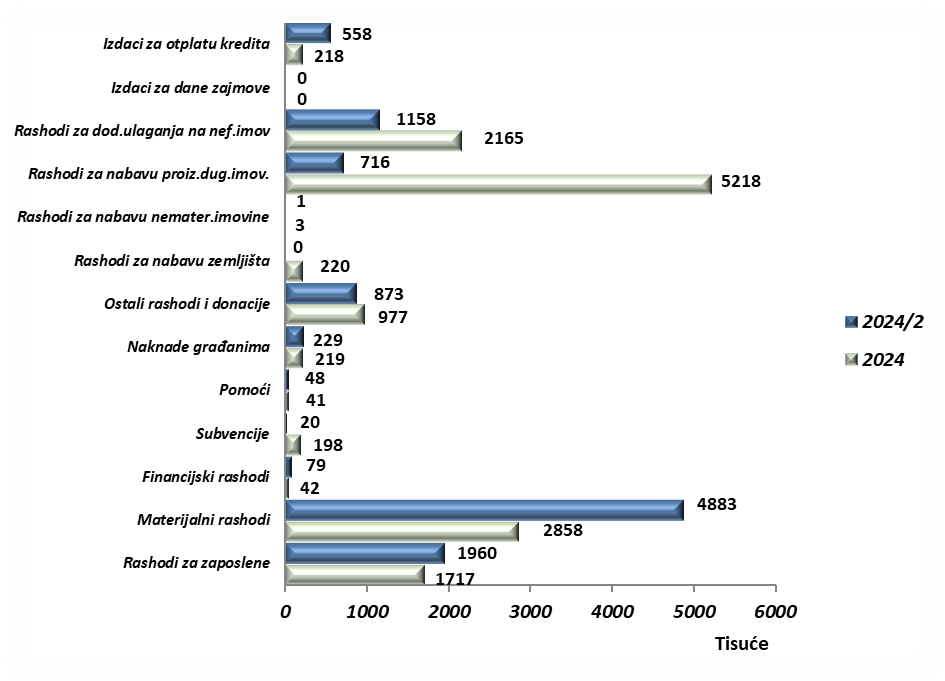 Izdaci za otplatu kredita
558
218
Izdaci za dane zajmove
0
0
Rashodi za dod.ulaganja na nef.imov
1158
2165
Rashodi za nabavu proiz.dug.imov.
716
5218
Rashodi za nabavu nemater.imovine
1
3
Rashodi za nabavu zemljišta
0
220
Ostali rashodi i donacije
873
977
Naknade građanima
229
219
Pomoći
48
41
Subvencije
20
198
Financijski rashodi
79
42
Materijalni rashodi
4883
2858
Rashodi za zaposlene
1960
1717
0 1000 2000 3000 4000 5000 6000
Tisuće
2024/2
2024